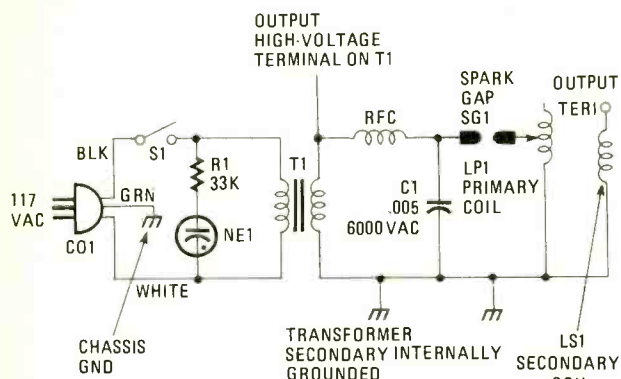 OUTPUT
HIGH-VOLTAGE
TERMINAL ON T1
SPARK
GAP
SG1
OUTPUT
TER1
RFC
BLK
S1
R1
33K
T1
GRN
117
VAC
CO1
NE1
C1
.005
6000 VAC
LP1
PRIMARY
COIL
WHITE
CHASSIS
GND
TRANSFORMER
SECONDARY INTERNALLY
GROUNDED
LS1
SECONDARY